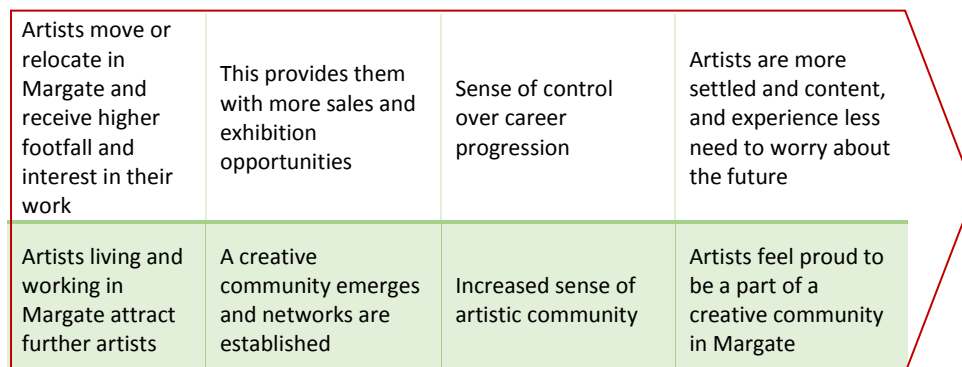 Artists move or
relocate in
Margate and
receive higher
footfall and
interest in their
work
This provides them
with more sales and
exhibition
opportunities
Sense of control
over career
progression
Artists are more
settled and content,
and experience less
need to worry about
the future
Artists living and
working in
Margate attract
further artists
A creative
community emerges
and networks are
established
Increased sense of
artistic community
Artists feel proud to
be a part of a
creative community
in Margate